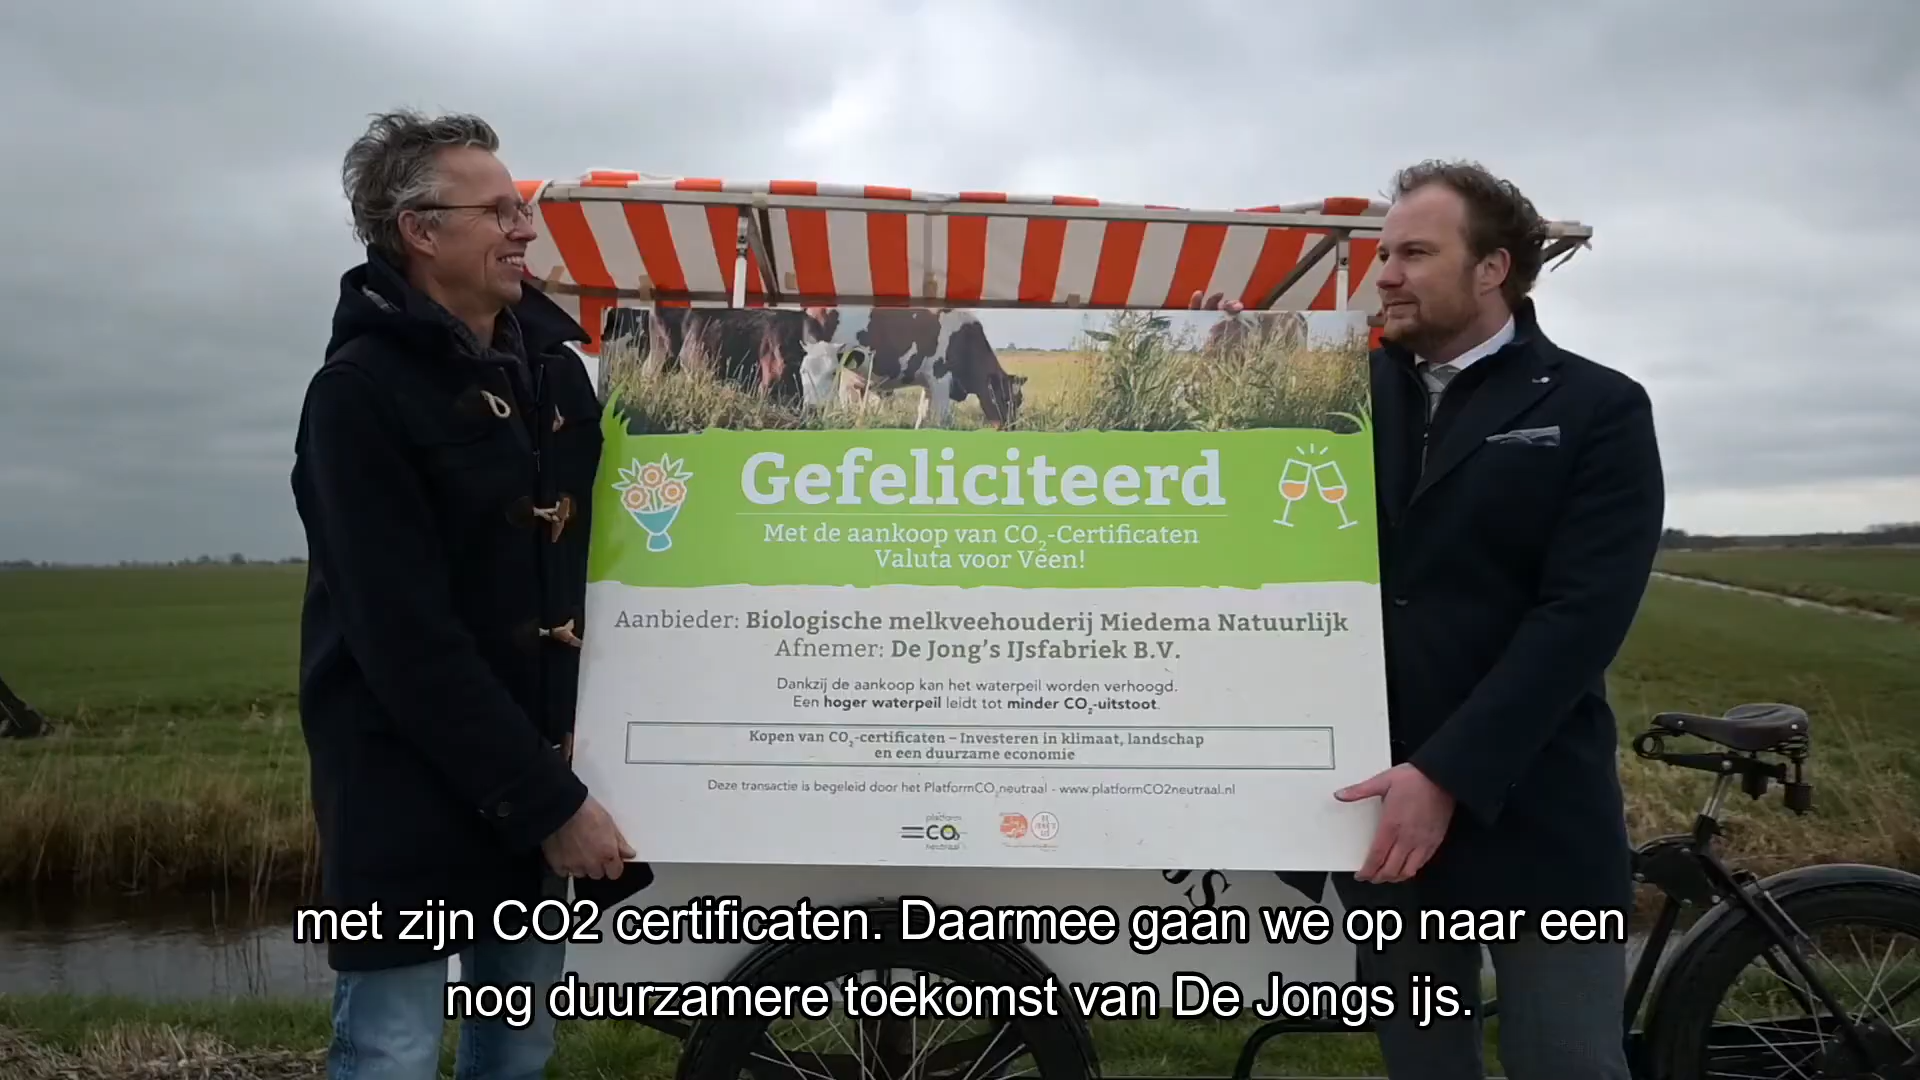 Gefeliciteerd
Met de aankoop van CO₂-Certificaten
Valuta voor Veen!
Aanbieder: Biologische melkveehouderij Miedema Natuurlijk
Afnemer: De Jong's IJsfabriek B.V.
Dankzij de aankoop kan het waterpeil worden verhoogd.
Een hoger waterpeil leidt tot minder CO₂-uitstoot.
Kopen van CO₂-certificaten – Investeren in klimaat, landschap
en een duurzame economie
Deze transactie is begeleid door het PlatformCO₂neutraal - www.platformCO2neutraal.nl
platform
CO₂
neutraal
DE
JONG'S
IJS
IJS
met zijn CO2 certificaten. Daarmee gaan we op naar een
nog duurzamere toekomst van De Jongs ijs.